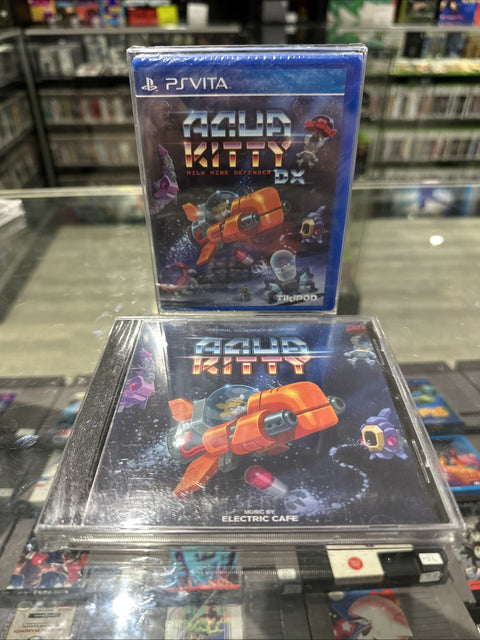 PSVITA
AQUA
KITTY
MILK MINE DEFENDER
DX
TikiPOD
ORIGINAL SOUNDTRACK RECORDING
AQUA
KITTY
MUSIC BY
ELECTRIC CAFE